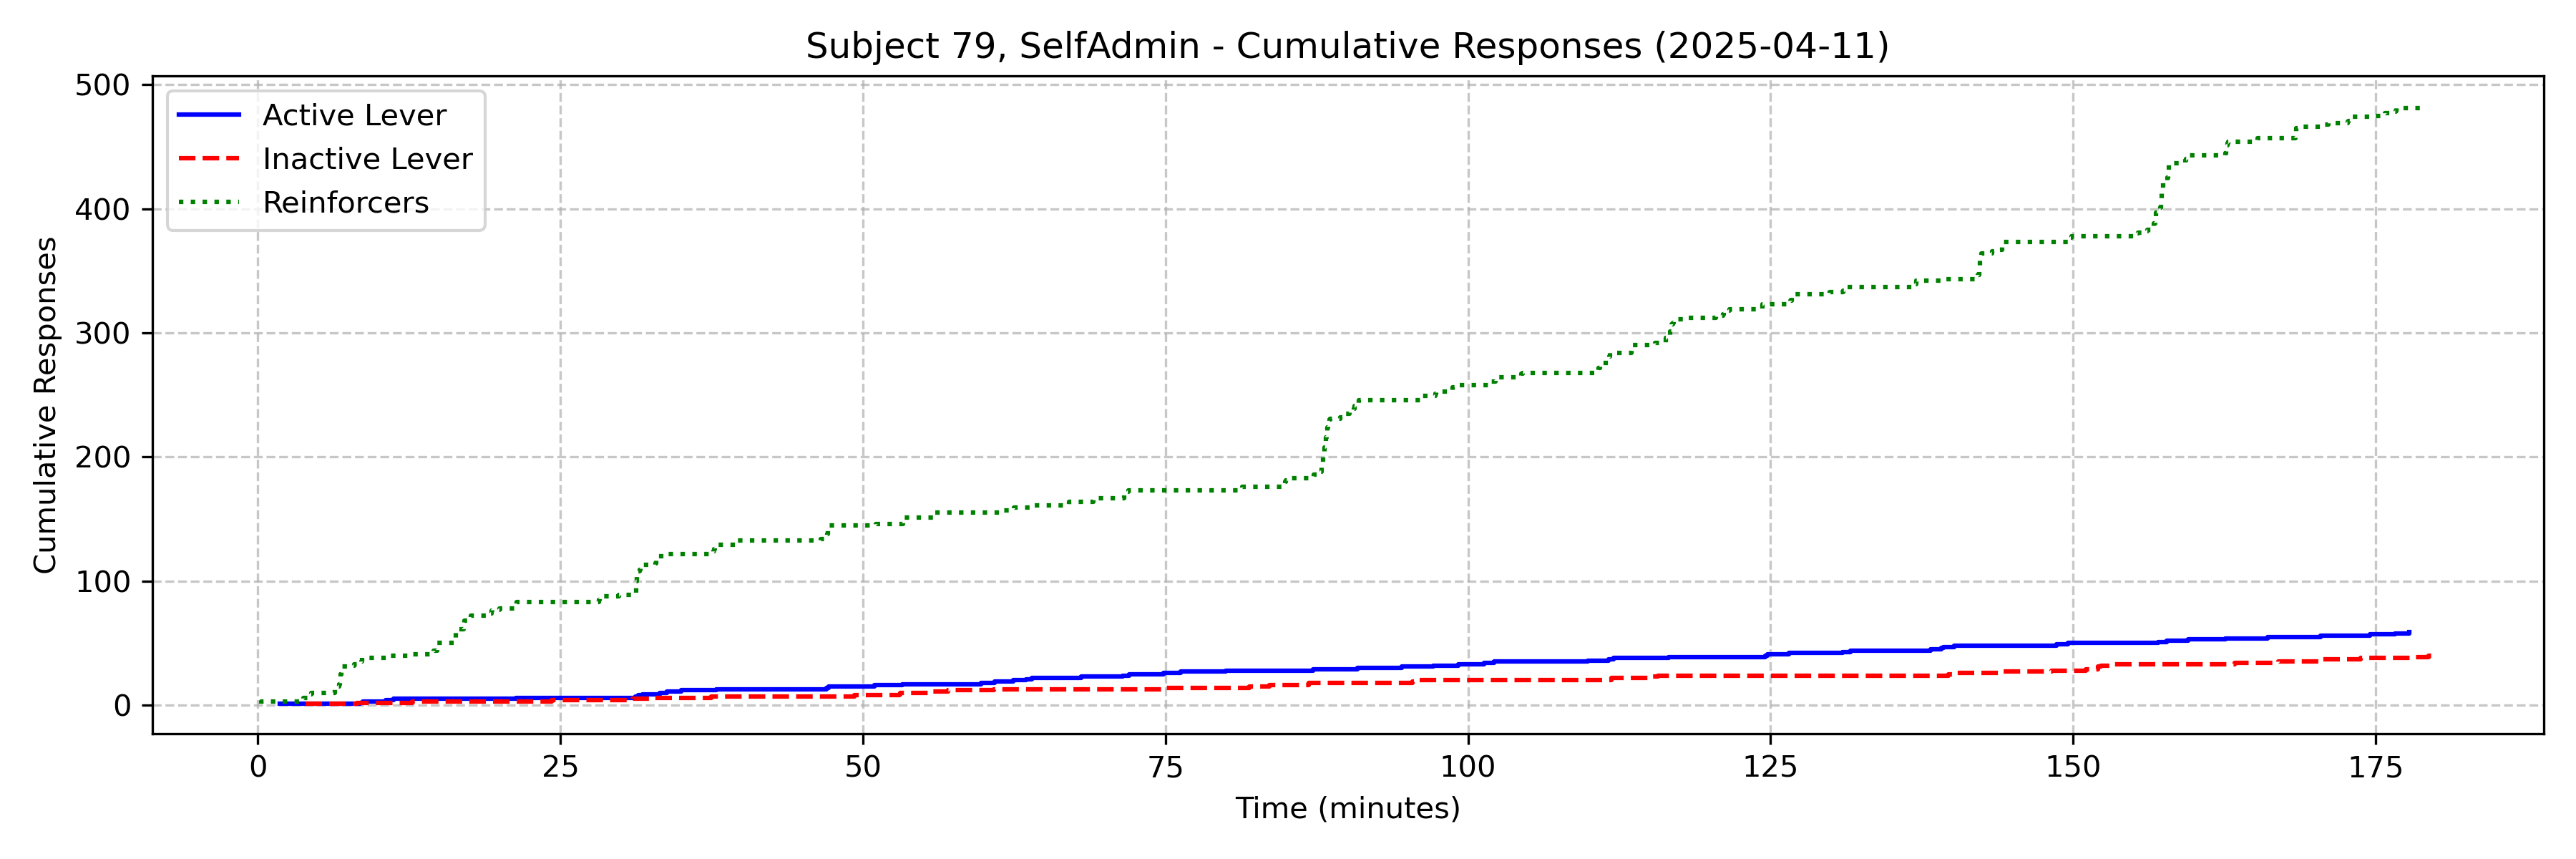 Subject 79, SelfAdmin - Cumulative Responses (2025-04-11)
500
400
300
200
100
0
Cumulative Responses
Active Lever
Inactive Lever
Reinforcers
0 25 50 75 100 125 150 175
Time (minutes)